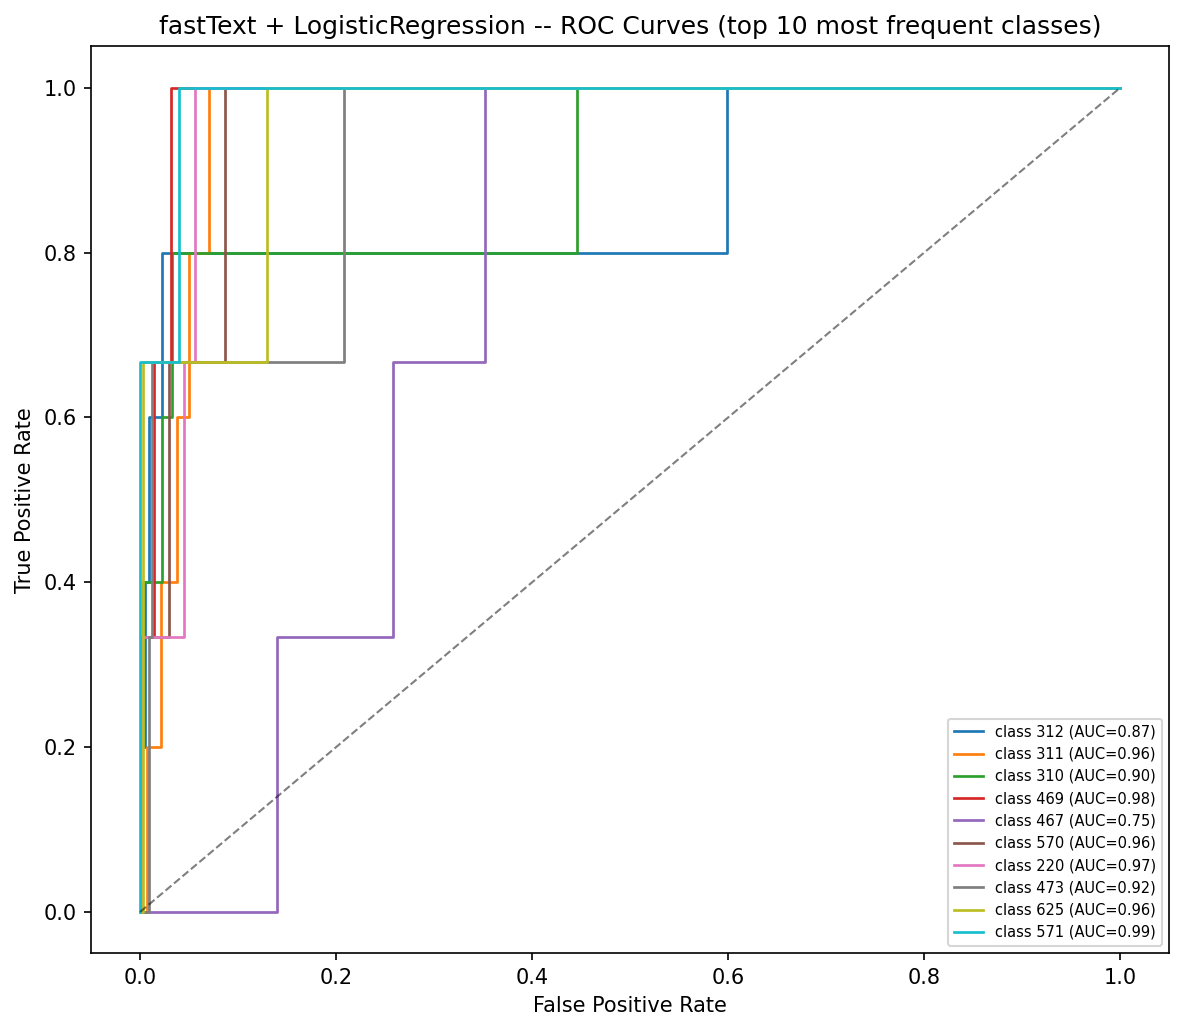 fastText + LogisticRegression -- ROC Curves (top 10 most frequent classes)
True Positive Rate
1.0
0.8
0.6
0.4
0.2
0.0
0.0 0.2 0.4 0.6 0.8 1.0
False Positive Rate
class 312 (AUC=0.87)
class 311 (AUC=0.96)
class 310 (AUC=0.90)
class 469 (AUC=0.98)
class 467 (AUC=0.75)
class 570 (AUC=0.96)
class 220 (AUC=0.97)
class 473 (AUC=0.92)
class 625 (AUC=0.96)
class 571 (AUC=0.99)